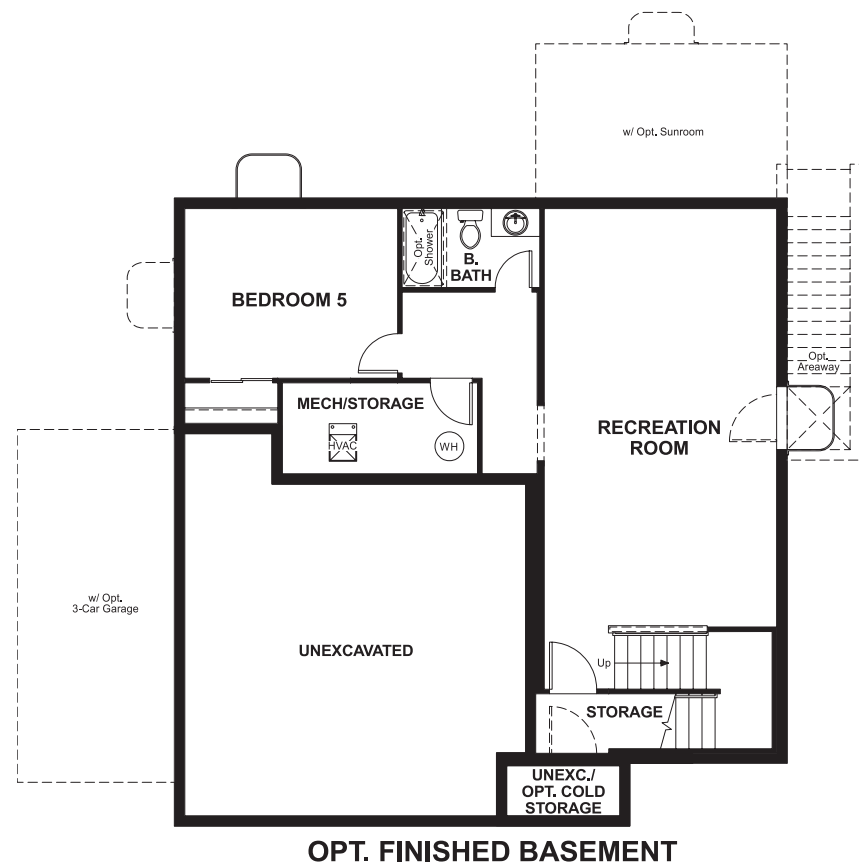 w/ Opt. Sunroom
Opt.
Shower
B.
BATH
BEDROOM 5
Opt.
Areaway
MECH/STORAGE
HVAC
WH
RECREATION
ROOM
w/ Opt.
3-Car Garage
UNEXCAVATED
Up
STORAGE
UNEXC./
OPT. COLD
STORAGE
OPT. FINISHED BASEMENT